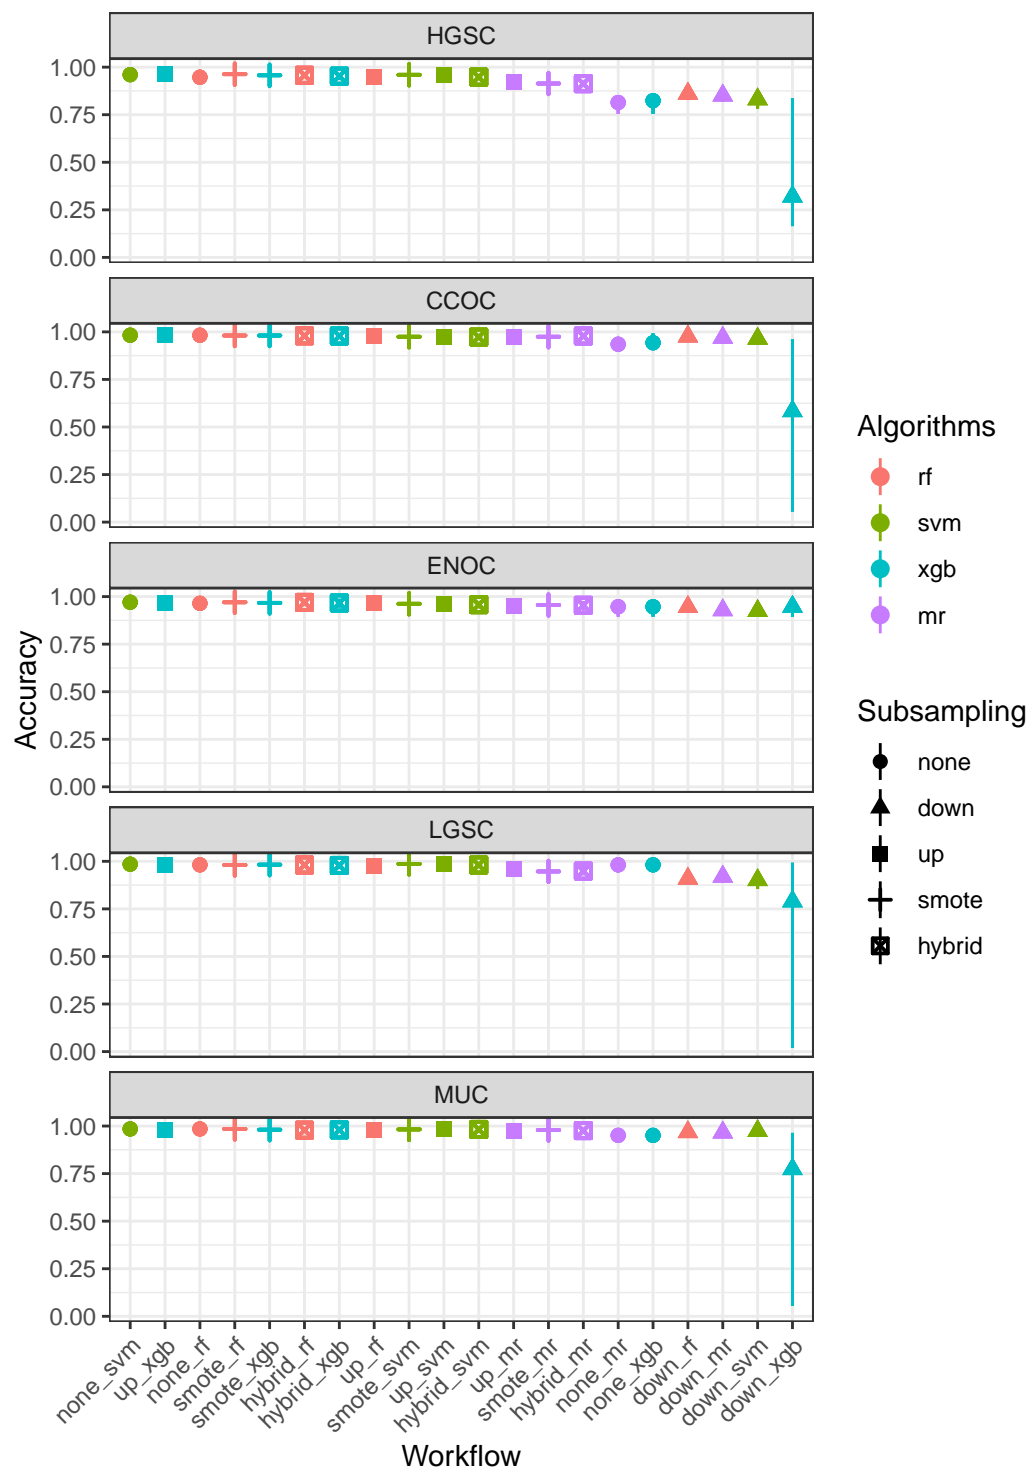 HGSC
1.00
0.75
0.50
0.25
0.00
CCOC
1.00
0.75
0.50
0.25
0.00
ENOC
1.00
0.75
0.50
0.25
0.00
LGSC
1.00
0.75
0.50
0.25
0.00
MUC
1.00
0.75
0.50
0.25
0.00
Accuracy
none_svm
up_xgb
none_rf
smote_rf
smote_xgb
hybrid_rf
hybrid_xgb
up_rf
smote_svm
up_svm
hybrid_svm
up_mr
smote_mr
hybrid_mr
none_mr
none_xgb
down_rf
down_mr
down_svm
down_xgb
Workflow
Algorithms
rf
svm
xgb
mr
Subsampling
none
down
up
smote
hybrid